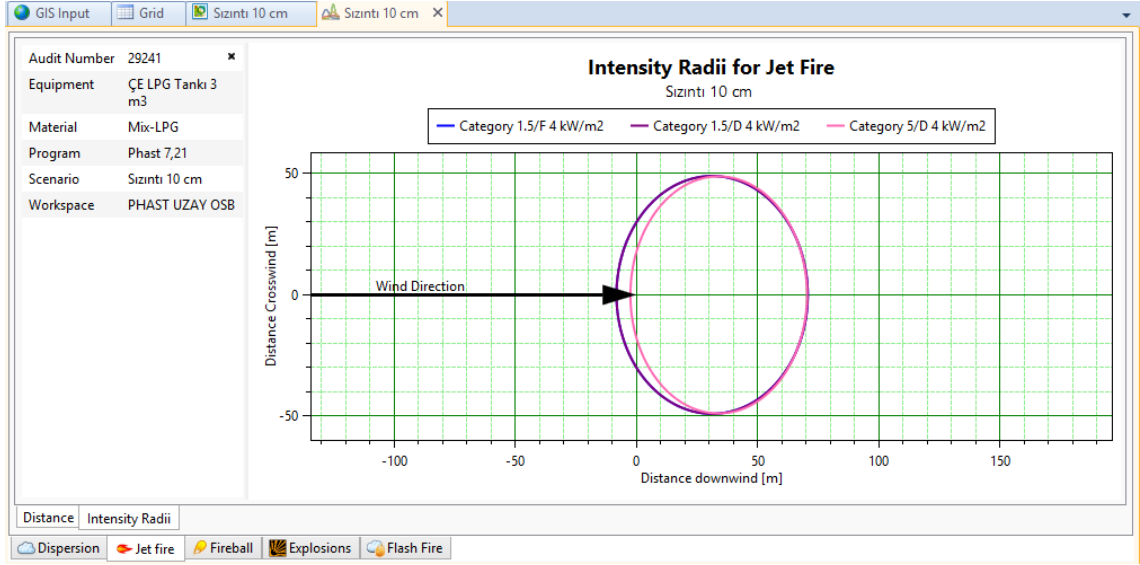 GIS Input
Grid
Sızıntı 10 cm
Sızıntı 10 cm
Audit Number 29241
Equipment ÇE LPG Tankı 3
m3
Material Mix-LPG
Program Phast 7,21
Scenario Sızıntı 10 cm
Workspace PHAST UZAY OSB
Intensity Radii for Jet Fire
Sızıntı 10 cm
Category 1.5/F 4 kW/m2
Category 1.5/D 4 kW/m2
Category 5/D 4 kW/m2
Distance Crosswind [m]
50
0
-50
Wind Direction
-100
-50
0
50
100
150
Distance downwind [m]
Distance
Intensity Radii
Dispersion
Jet fire
Fireball
Explosions
Flash Fire